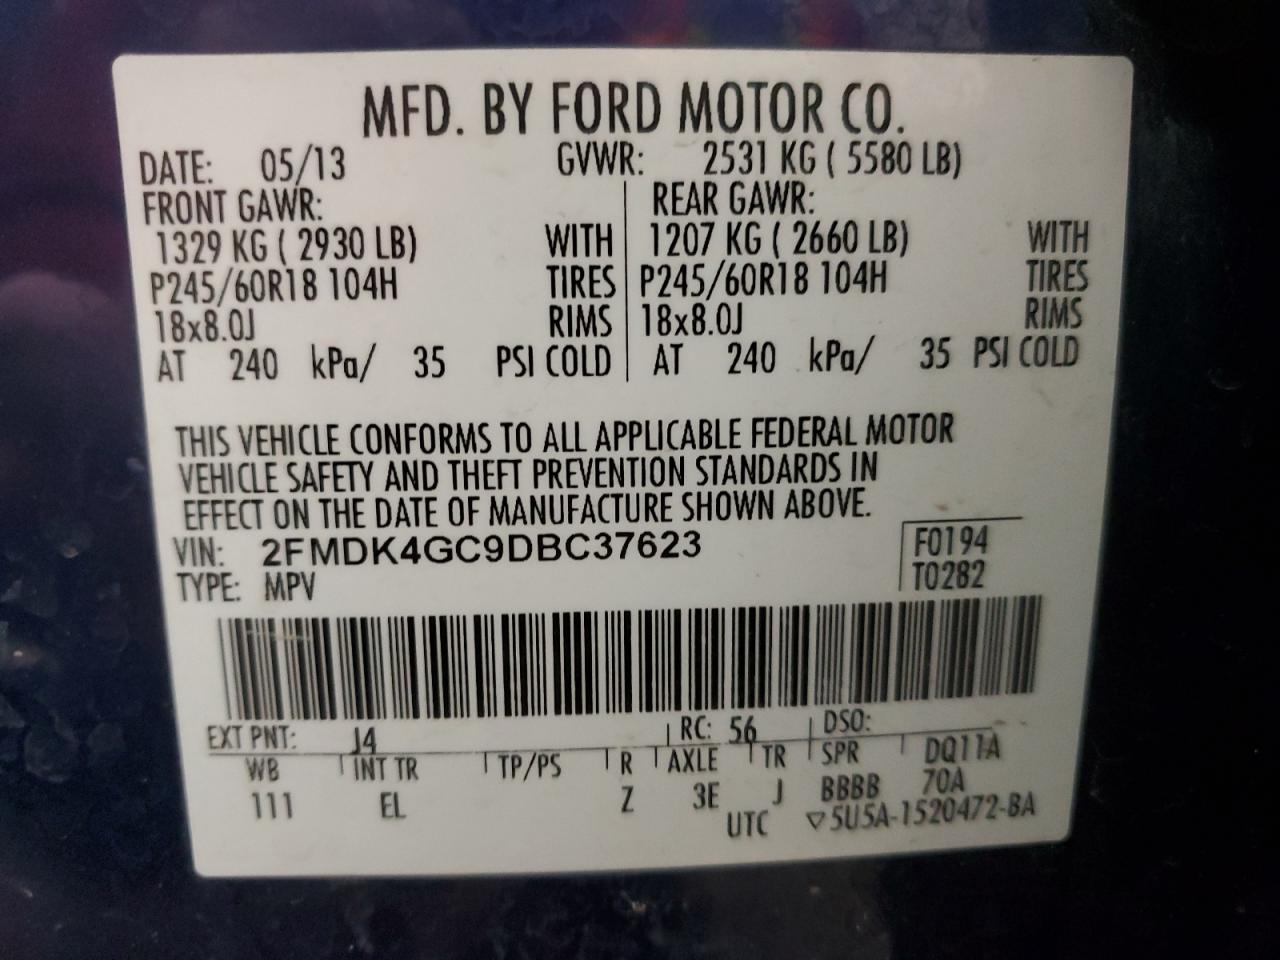 MFD. BY FORD MOTOR CO.
DATE: 05/13 GVWR: 2531 KG ( 5580 LB)
FRONT GAWR: REAR GAWR:
1329 KG ( 2930 LB) WITH 1207 KG ( 2660 LB) WITH
P245/60R18 104H TIRES P245/60R18 104H TIRES
18x8.0J RIMS 18x8.0J RIMS
AT 240 kPa/ 35 PSI COLD AT 240 kPa/ 35 PSI COLD
THIS VEHICLE CONFORMS TO ALL APPLICABLE FEDERAL MOTOR
VEHICLE SAFETY AND THEFT PREVENTION STANDARDS IN
EFFECT ON THE DATE OF MANUFACTURE SHOWN ABOVE.
VIN: 2FMDK4GC9DBC37623 F0194
TYPE: MPV T0282
EXT PNT: J4 RC: 56 DSO:
WB INT TR TP/PS R AXLE TR SPR DQ11A
111 EL Z 3E J BBBB 70A
UTC ▽5U5A-1520472-BA